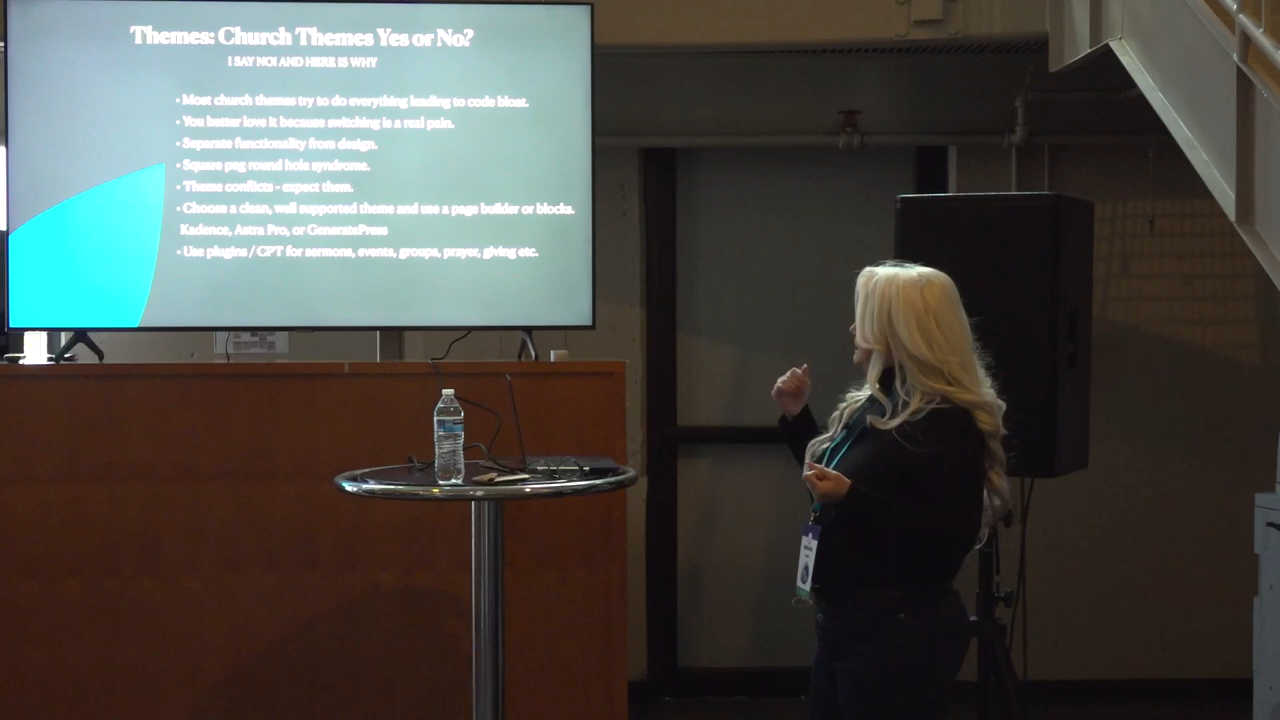 Themes: Church Themes Yes or No?
I SAY NO! AND HERE IS WHY
• Most church themes try to do everything leading to code bloat.
• You better love it because switching is a real pain.
• Separate functionality from design.
• Square peg round hole syndrome.
• Theme conflicts - expect them.
• Choose a clean, well supported theme and use a page builder or blocks.
Kadence, Astra Pro, or GeneratePress
• Use plugins / CPT for sermons, events, groups, prayer, giving etc.